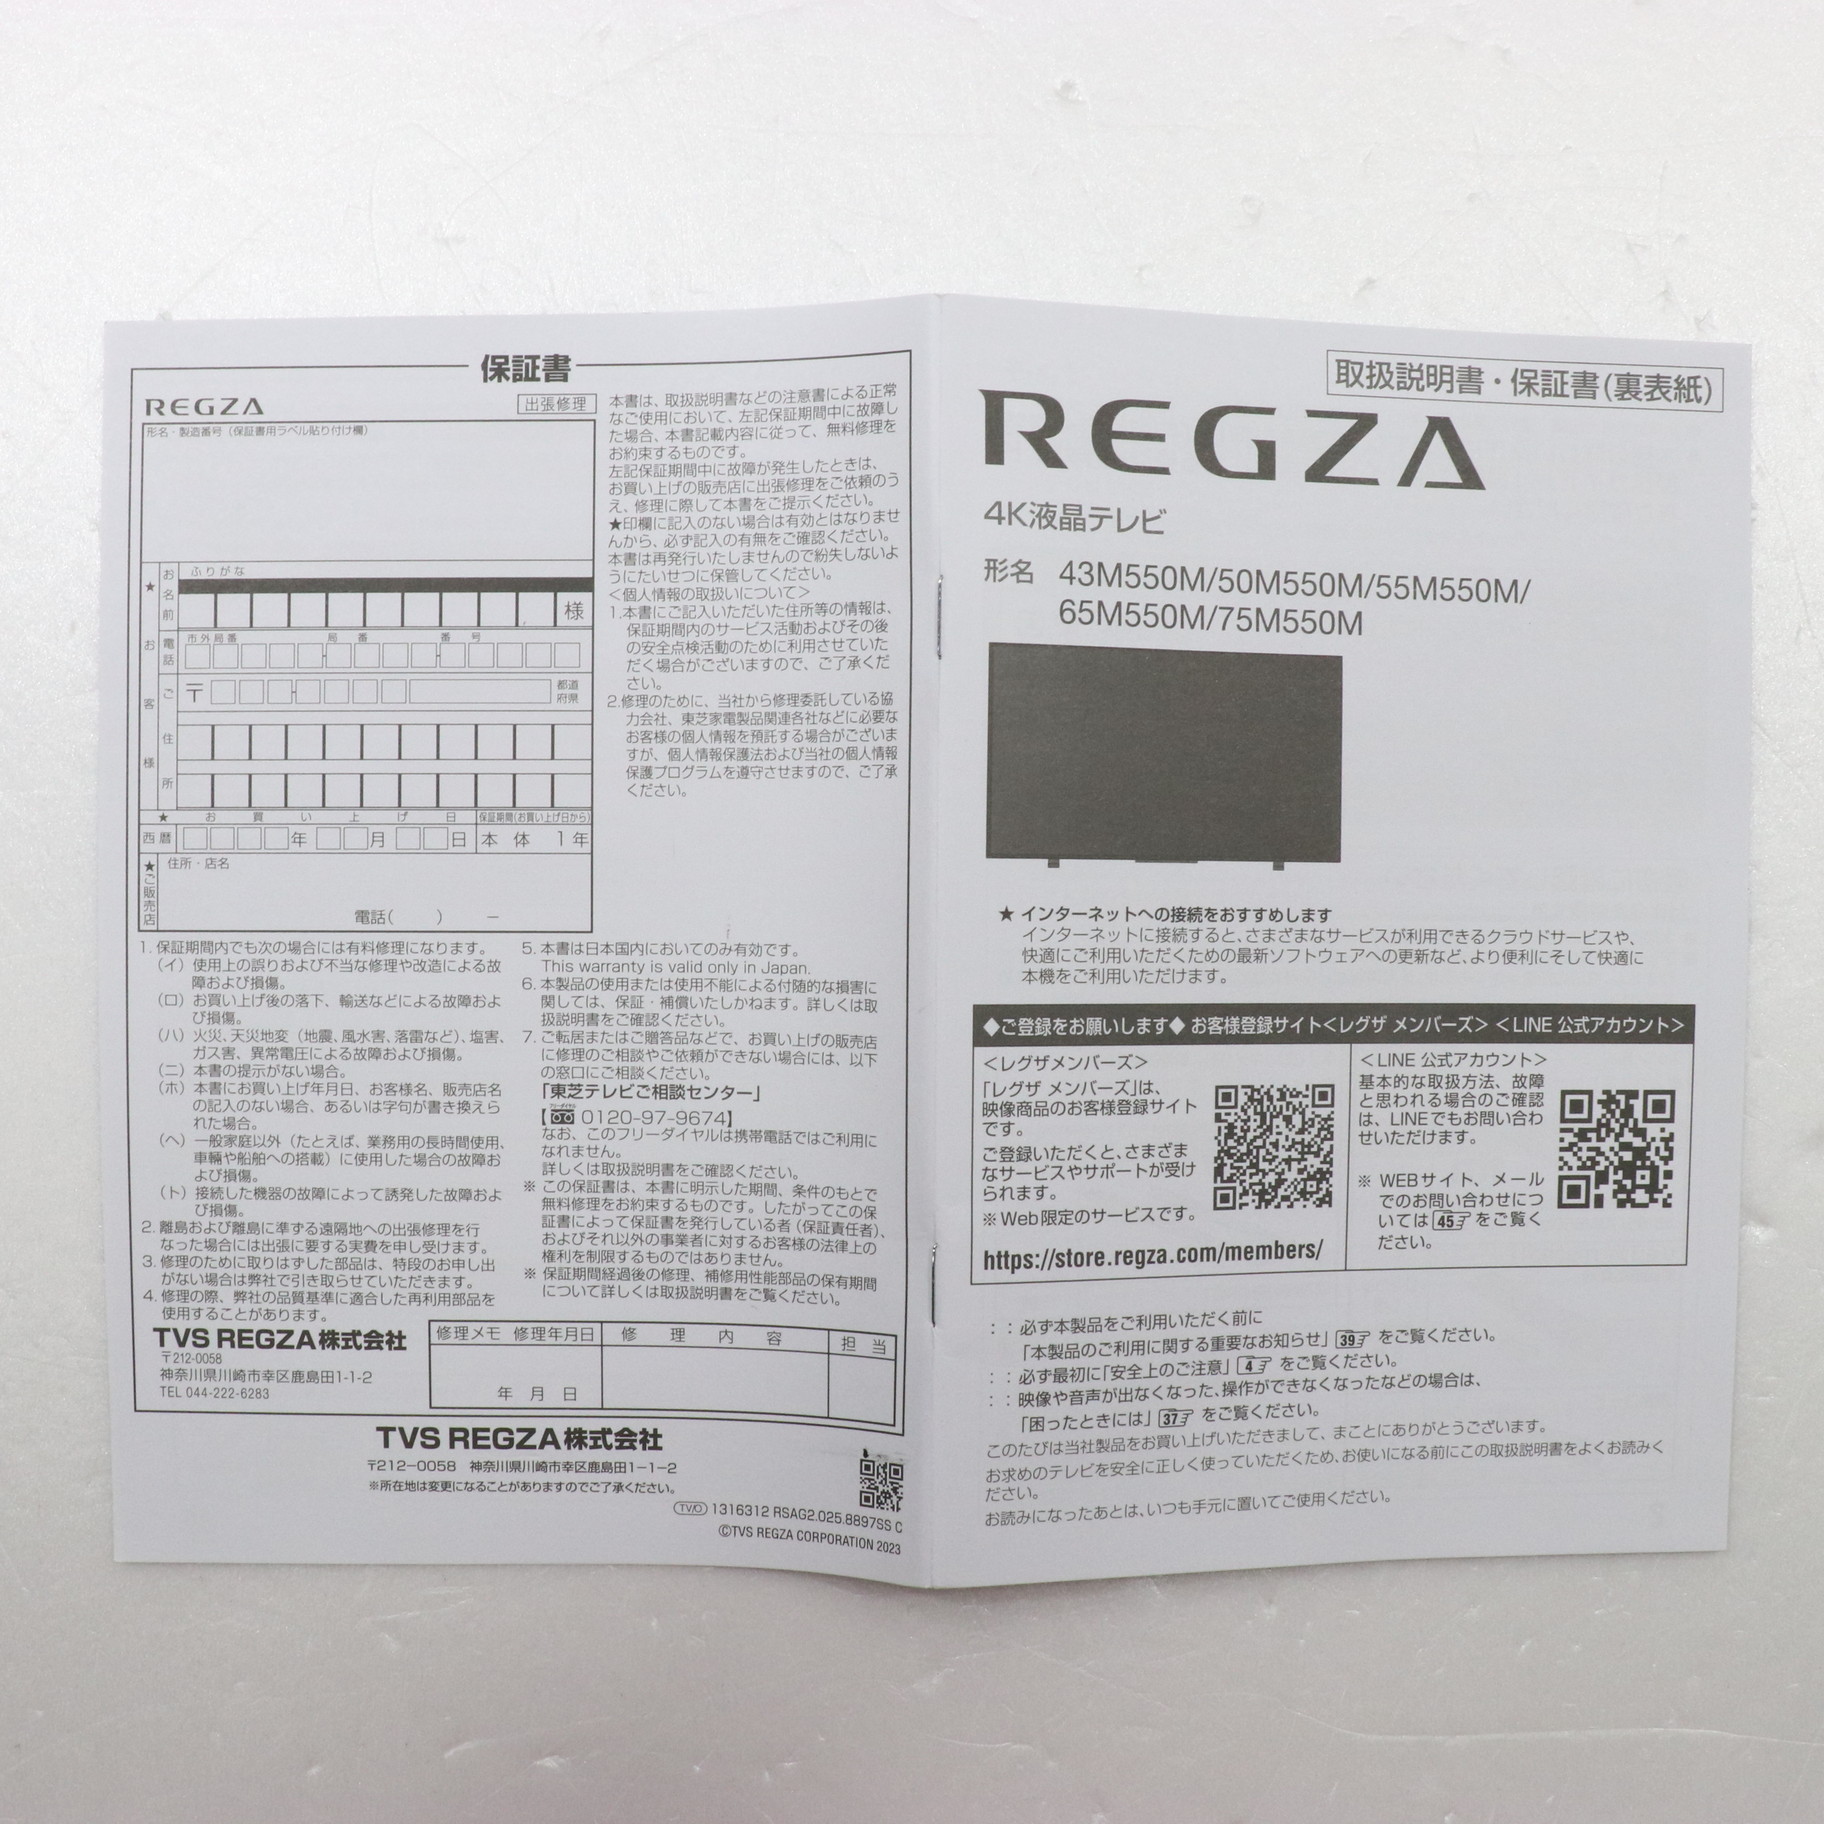 保証書
REGZA
出張修理
形名・製造番号（保証書用ラベル貼り付け欄）
★
お客様
お名前
ふりがな
様
電話
市外局番 局番 番号
ご住所
〒
都道
府県
★
お買い上げ日
保証期間(お買い上げ日から)
西暦 年 月 日
本体 1年
★ご販売店
住所・店名
電話( ) －
本書は、取扱説明書などの注意書による正常
なご使用において、左記保証期間中に故障し
た場合、本書記載内容に従って、無料修理を
お約束するものです。
左記保証期間中に故障が発生したときは、
お買い上げの販売店に出張修理をご依頼のう
え、修理に際して本書をご提示ください。
★印欄に記入のない場合は有効とはなりませ
んから、必ず記入の有無をご確認ください。
本書は再発行いたしませんので紛失しないよ
うにたいせつに保管してください。
＜個人情報の取扱いについて＞
1.本書にご記入いただいた住所等の情報は、
保証期間内のサービス活動およびその後
の安全点検活動のために利用させていた
だく場合がございますので、ご了承くだ
さい。
2.修理のために、当社から修理委託している協
力会社、東芝家電製品関連各社などに必要な
お客様の個人情報を預託する場合がございま
すが、個人情報保護法および当社の個人情報
保護プログラムを遵守させますので、ご了承
ください。
1. 保証期間内でも次の場合には有料修理になります。
（イ）使用上の誤りおよび不当な修理や改造による故
障および損傷。
（ロ）お買い上げ後の落下、輸送などによる故障およ
び損傷。
（ハ）火災、天災地変（地震、風水害、落雷など）、塩害、
ガス害、異常電圧による故障および損傷。
（ニ）本書の提示がない場合。
（ホ）本書にお買い上げ年月日、お客様名、販売店名
の記入のない場合、あるいは字句が書き換えら
れた場合。
（ヘ）一般家庭以外（たとえば、業務用の長時間使用、
車輛や船舶への搭載）に使用した場合の故障お
よび損傷。
（ト）接続した機器の故障によって誘発した故障およ
び損傷。
2. 離島および離島に準ずる遠隔地への出張修理を行
なった場合には出張に要する実費を申し受けます。
3. 修理のために取りはずした部品は、特段のお申し出
がない場合は弊社で引き取らせていただきます。
4. 修理の際、弊社の品質基準に適合した再利用部品を
使用することがあります。
5. 本書は日本国内においてのみ有効です。
This warranty is valid only in Japan.
6. 本製品の使用または使用不能による付随的な損害に
関しては、保証・補償いたしかねます。詳しくは取
扱説明書をご確認ください。
7. ご転居またはご贈答品などで、お買い上げの販売店
に修理のご相談やご依頼ができない場合には、以下
の窓口にご相談ください。
「東芝テレビご相談センター」
【フリーダイヤル 0120-97-9674】
なお、このフリーダイヤルは携帯電話ではご利用に
なれません。
詳しくは取扱説明書をご確認ください。
※ この保証書は、本書に明示した期間、条件のもとで
無料修理をお約束するものです。したがってこの保
証書によって保証書を発行している者（保証責任者）、
およびそれ以外の事業者に対するお客様の法律上の
権利を制限するものではありません。
※ 保証期間経過後の修理、補修用性能部品の保有期間
について詳しくは取扱説明書をご覧ください。
TVS REGZA株式会社
〒212-0058
神奈川県川崎市幸区鹿島田1-1-2
TEL 044-222-6283
修理メモ 修理年月日 修理内容 担当
年 月 日
TVS REGZA株式会社
〒212－0058 神奈川県川崎市幸区鹿島田1－1－2
※所在地は変更になることがありますのでご了承ください。
TV/O 1316312 RSAG2.025.8897SS C
©TVS REGZA CORPORATION 2023
取扱説明書・保証書(裏表紙)
REGZA
4K液晶テレビ
形名 43M550M/50M550M/55M550M/
65M550M/75M550M
★ インターネットへの接続をおすすめします
インターネットに接続すると、さまざまなサービスが利用できるクラウドサービスや、
快適にご利用いただくための最新ソフトウェアへの更新など、より便利にそして快適に
本機をご利用いただけます。
◆ご登録をお願いします◆ お客様登録サイト＜レグザ メンバーズ＞ ＜LINE 公式アカウント＞
＜レグザメンバーズ＞
「レグザ メンバーズ」は、
映像商品のお客様登録サイト
です。
ご登録いただくと、さまざま
なサービスやサポートが受け
られます。
※Web限定のサービスです。
https://store.regza.com/members/
＜LINE 公式アカウント＞
基本的な取扱方法、故障
と思われる場合のご確認
は、LINEでもお問い合わ
せいただけます。
※ WEBサイト、メール
でのお問い合わせにつ
いては 45 をご覧く
ださい。
：：必ず本製品をご利用いただく前に
「本製品のご利用に関する重要なお知らせ」 39 をご覧ください。
：：必ず最初に「安全上のご注意」 4 をご覧ください。
：：映像や音声が出なくなった、操作ができなくなったなどの場合は、
「困ったときには」 37 をご覧ください。
このたびは当社製品をお買い上げいただきまして、まことにありがとうございます。
お求めのテレビを安全に正しく使っていただくため、お使いになる前にこの取扱説明書をよくお読みく
ださい。
お読みになったあとは、いつも手元に置いてご使用ください。